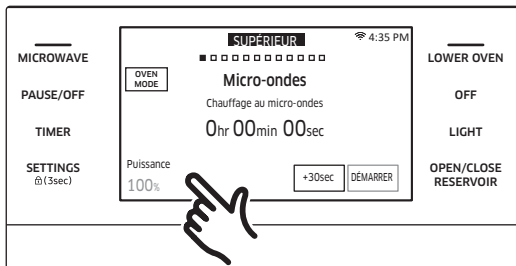 MICROWAVE
PAUSE/OFF
TIMER
SETTINGS
(3sec)
SUPÉRIEUR
4:35 PM
OVEN
MODE
Micro-ondes
Chauffage au micro-ondes
0hr 00min 00sec
Puissance
100%
+30sec
DÉMARRER
LOWER OVEN
OFF
LIGHT
OPEN/CLOSE
RESERVOIR